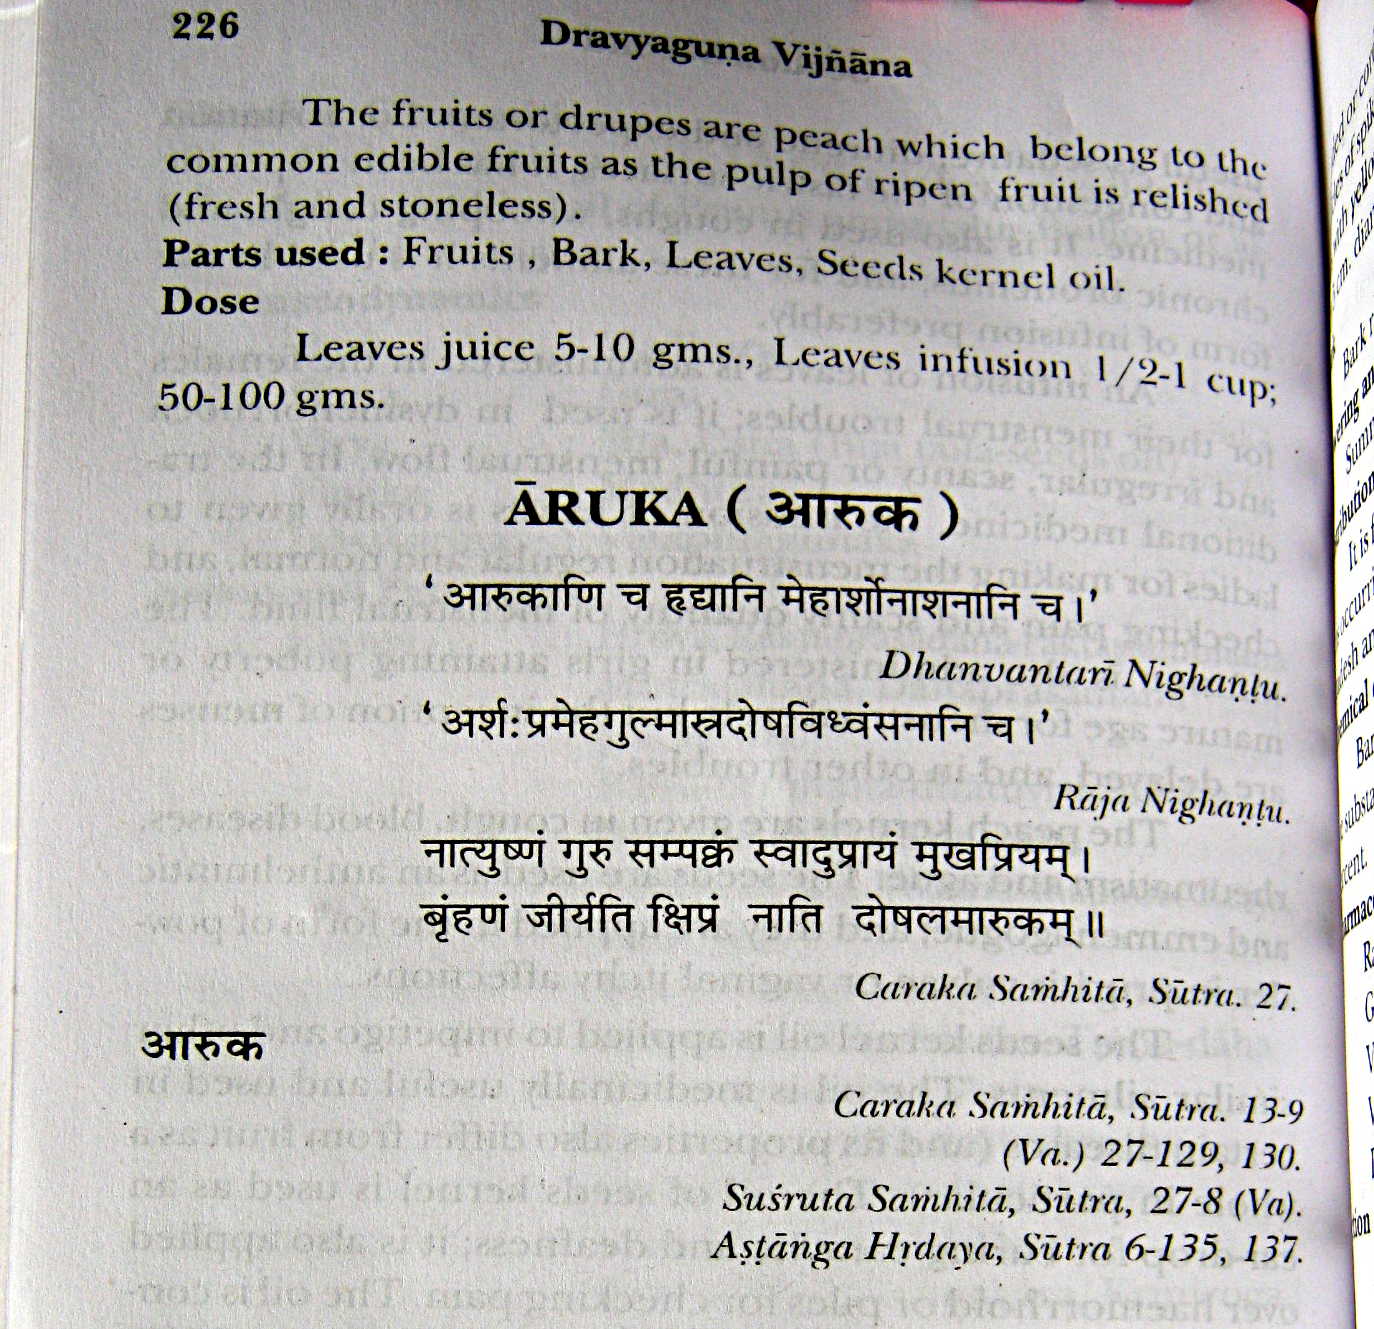 226
Dravyaguṇa Vijñāna
The fruits or drupes are peach which belong to the
common edible fruits as the pulp of ripen fruit is relished
(fresh and stoneless).
Parts used : Fruits , Bark, Leaves, Seeds kernel oil.
Dose
Leaves juice 5-10 gms., Leaves infusion 1/2-1 cup;
50-100 gms.
ĀRUKA ( आरुक )
‘ आरुकाणि च हृद्यानि मेहार्शोनाशनानि च।’
Dhanvantarī Nighaṇṭu.
‘ अर्श:प्रमेहगुल्मास्रदोषविध्वंसनानि च।’
Rāja Nighaṇṭu.
नात्युष्णं गुरु सम्पक्वं स्वादुप्रायं मुखप्रियम्।
बृंहणं जीर्यति क्षिप्रं नाति दोषलमारुकम्॥
Caraka Saṁhitā, Sūtra. 27.
आरुक
Caraka Saṁhitā, Sūtra. 13-9
(Va.) 27-129, 130.
Suśruta Saṁhitā, Sūtra, 27-8 (Va).
Aṣṭāṅga Hṛdaya, Sūtra 6-135, 137.